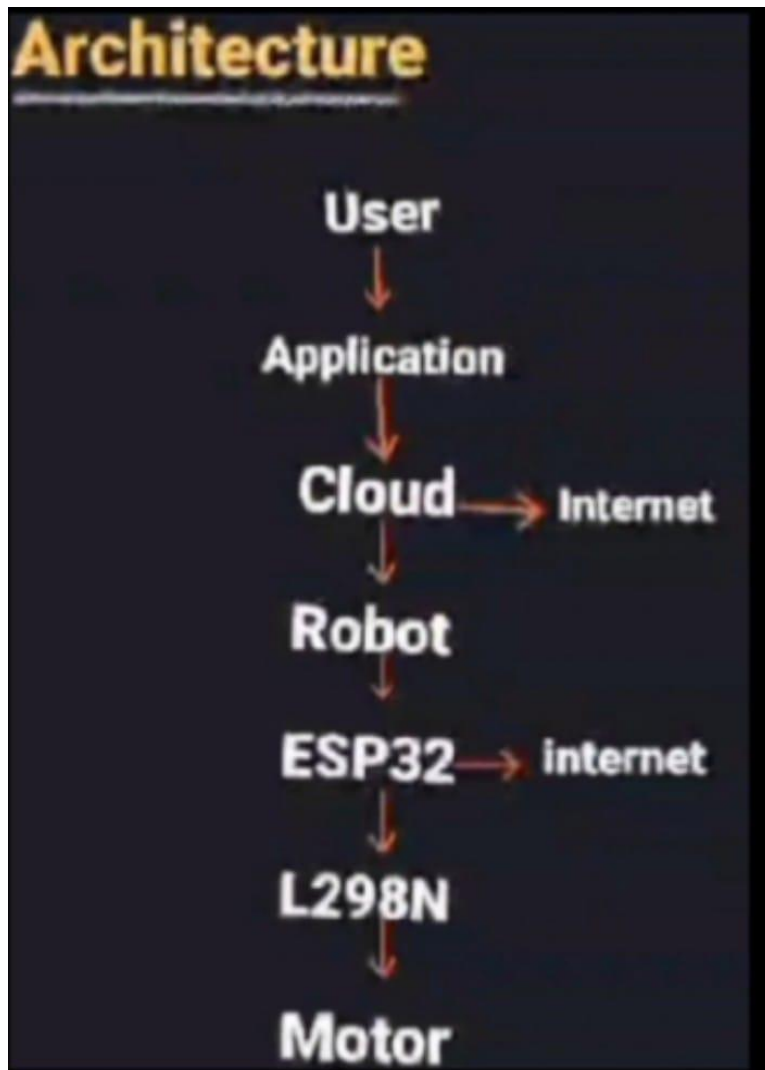 Architecture
User
Application
Cloud Internet
Robot
ESP32 internet
L298N
Motor